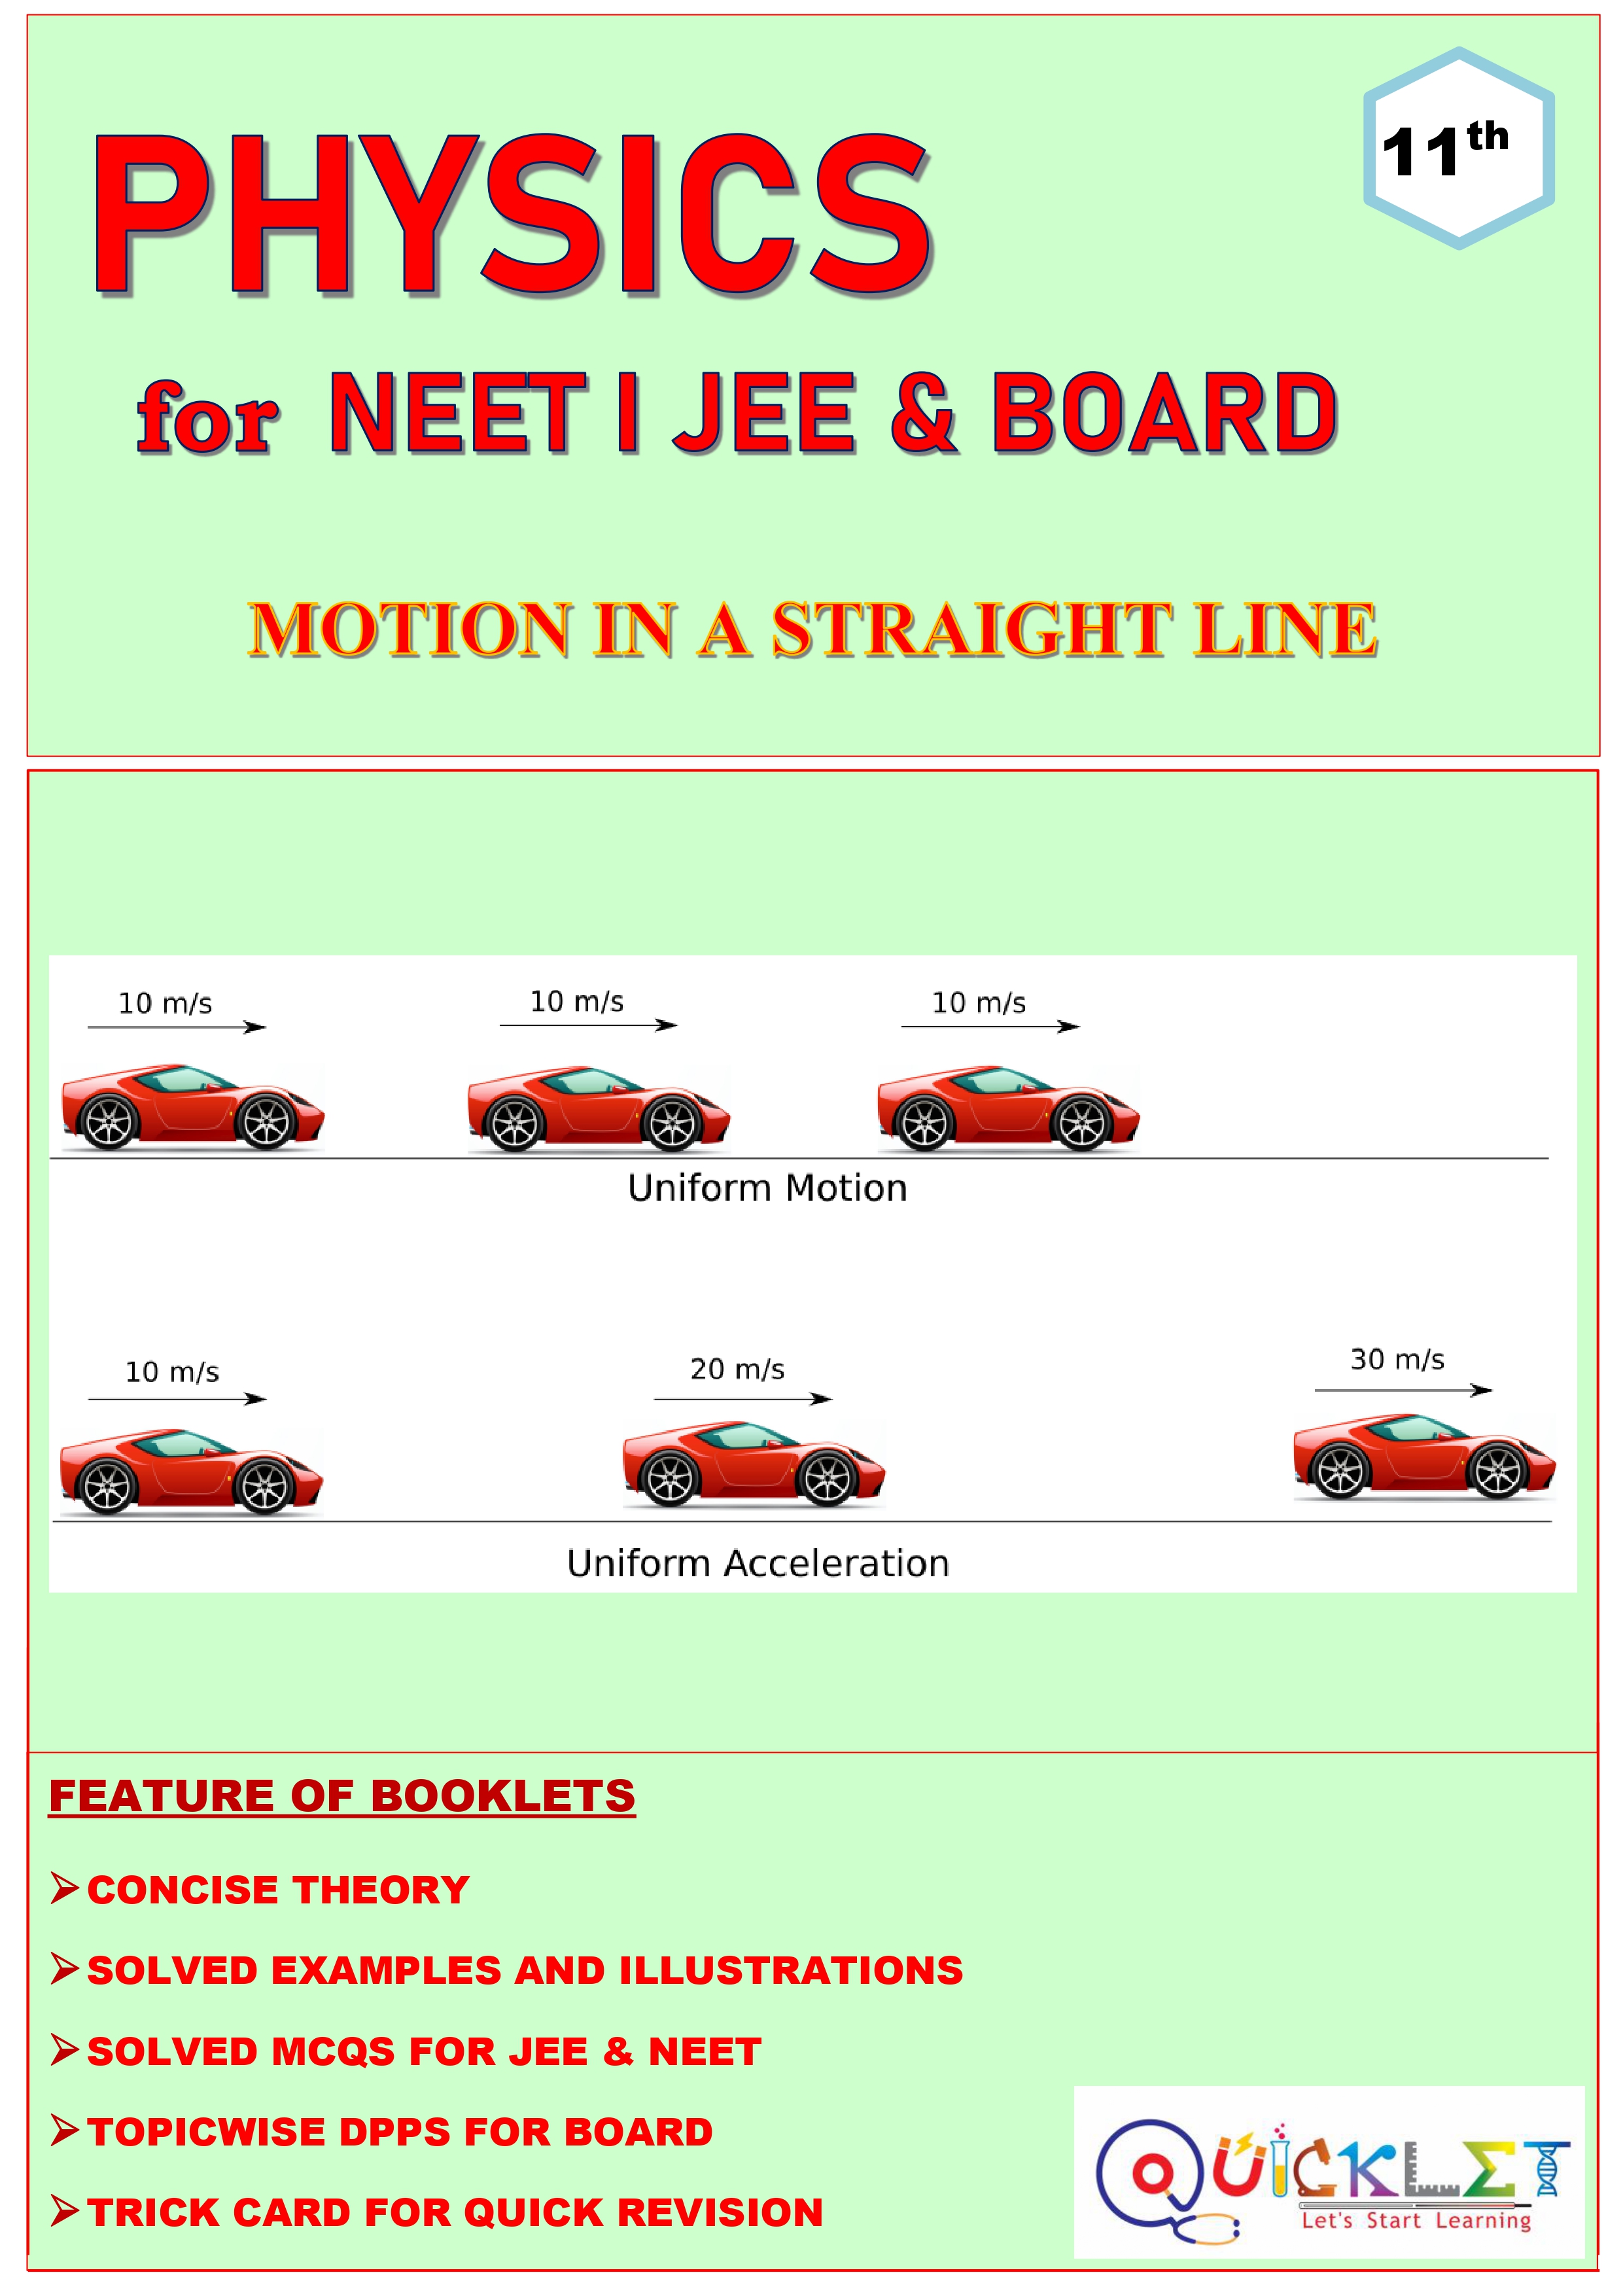 11th
PHYSICS
for NEET I JEE & BOARD
MOTION IN A STRAIGHT LINE
10 m/s 10 m/s 10 m/s
Uniform Motion
10 m/s 20 m/s 30 m/s
Uniform Acceleration
FEATURE OF BOOKLETS
➢ CONCISE THEORY
➢ SOLVED EXAMPLES AND ILLUSTRATIONS
➢ SOLVED MCQS FOR JEE & NEET
➢ TOPICWISE DPPS FOR BOARD
➢ TRICK CARD FOR QUICK REVISION
QUICKLΣT
Let's Start Learning